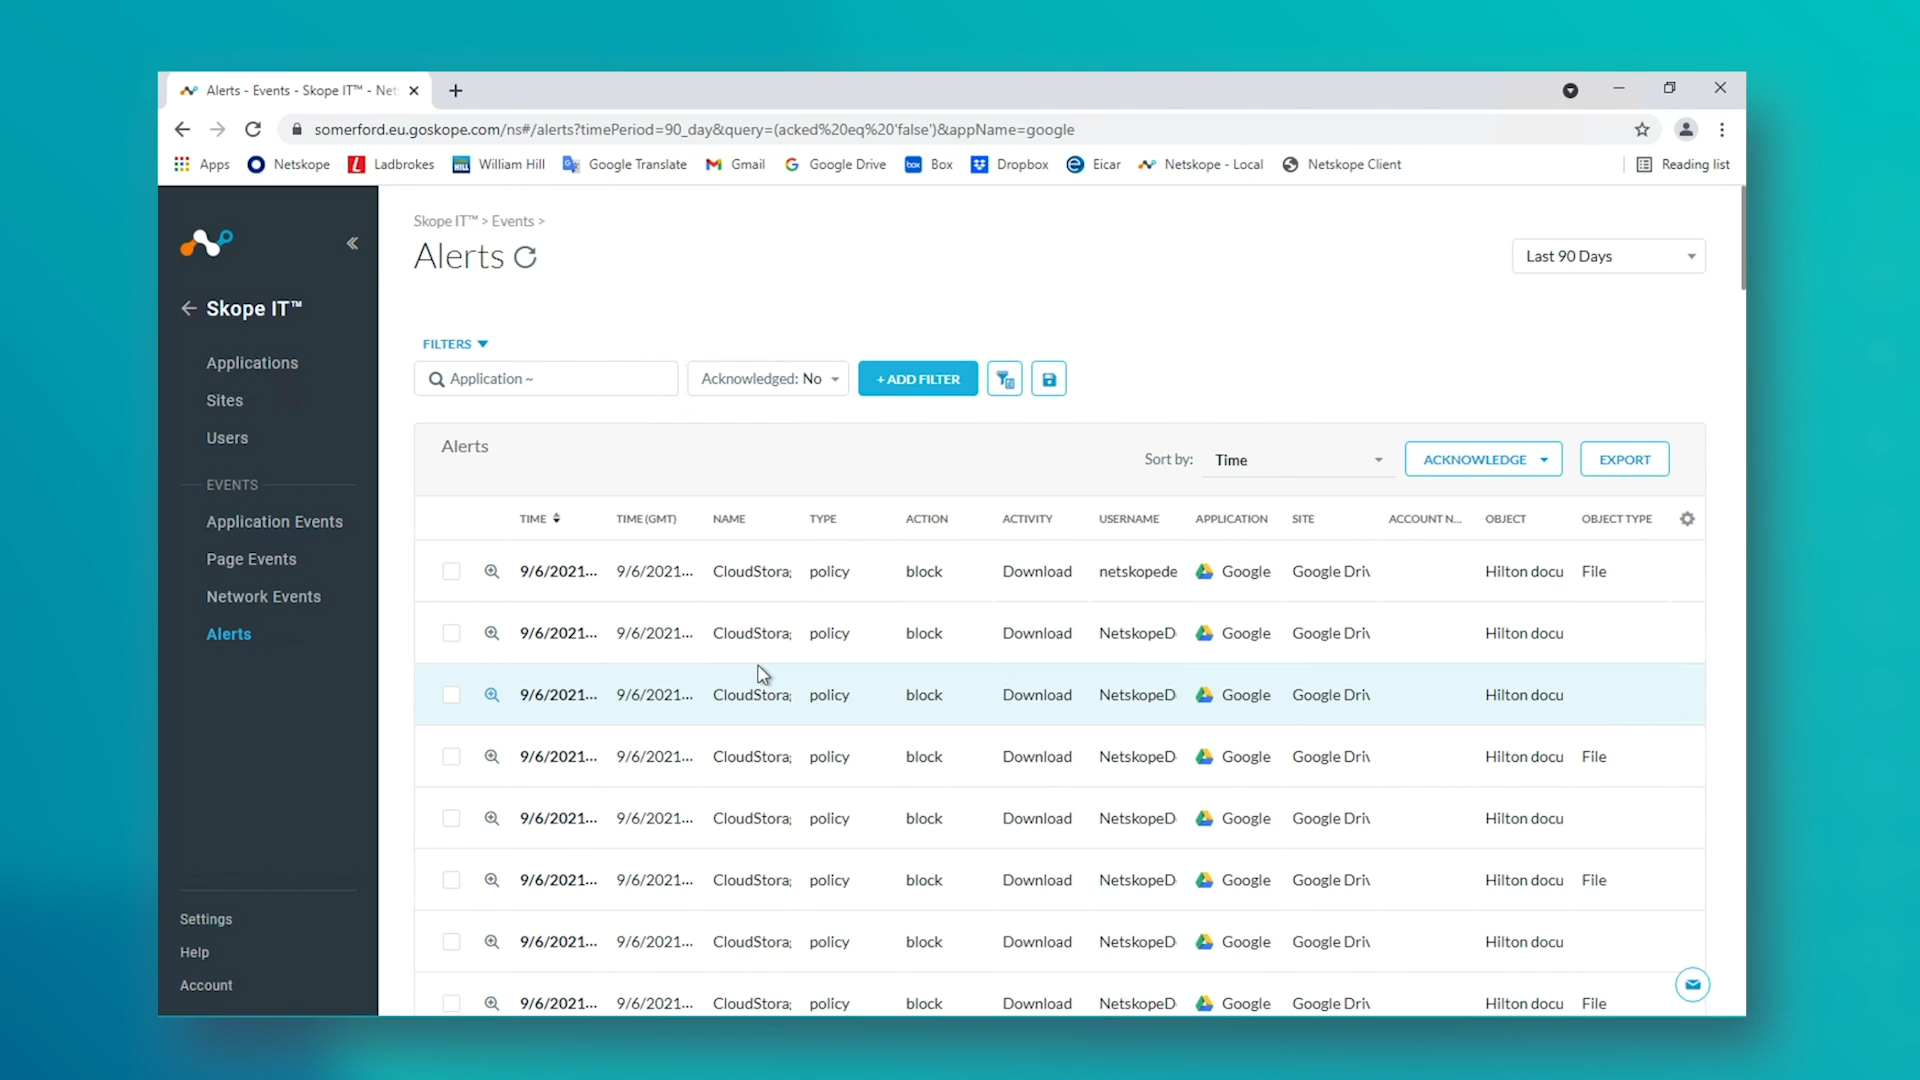 Alerts - Events - Skope IT™ - Net
somerford.eu.goskope.com/ns#/alerts?timePeriod=90_day&query=(acked%20eq%20'false')&appName=google
Apps Netskope Ladbrokes William Hill Google Translate Gmail Google Drive Box Dropbox Eicar Netskope - Local Netskope Client Reading list
Skope IT™ > Events >
Alerts
Last 90 Days
Skope IT™
Applications
Sites
Users
EVENTS
Application Events
Page Events
Network Events
Alerts
Settings
Help
Account
FILTERS
Application ~ Acknowledged: No + ADD FILTER
Alerts
Sort by: Time ACKNOWLEDGE EXPORT
TIME TIME (GMT) NAME TYPE ACTION ACTIVITY USERNAME APPLICATION SITE ACCOUNT N... OBJECT OBJECT TYPE
9/6/2021... 9/6/2021... CloudStora policy block Download netskopede Google Google Driv Hilton docu File
9/6/2021... 9/6/2021... CloudStora policy block Download NetskopeD Google Google Driv Hilton docu
9/6/2021... 9/6/2021... CloudStora policy block Download NetskopeD Google Google Driv Hilton docu
9/6/2021... 9/6/2021... CloudStora policy block Download NetskopeD Google Google Driv Hilton docu File
9/6/2021... 9/6/2021... CloudStora policy block Download NetskopeD Google Google Driv Hilton docu
9/6/2021... 9/6/2021... CloudStora policy block Download NetskopeD Google Google Driv Hilton docu File
9/6/2021... 9/6/2021... CloudStora policy block Download NetskopeD Google Google Driv Hilton docu
9/6/2021... 9/6/2021... CloudStora policy block Download NetskopeD Google Google Driv Hilton docu File